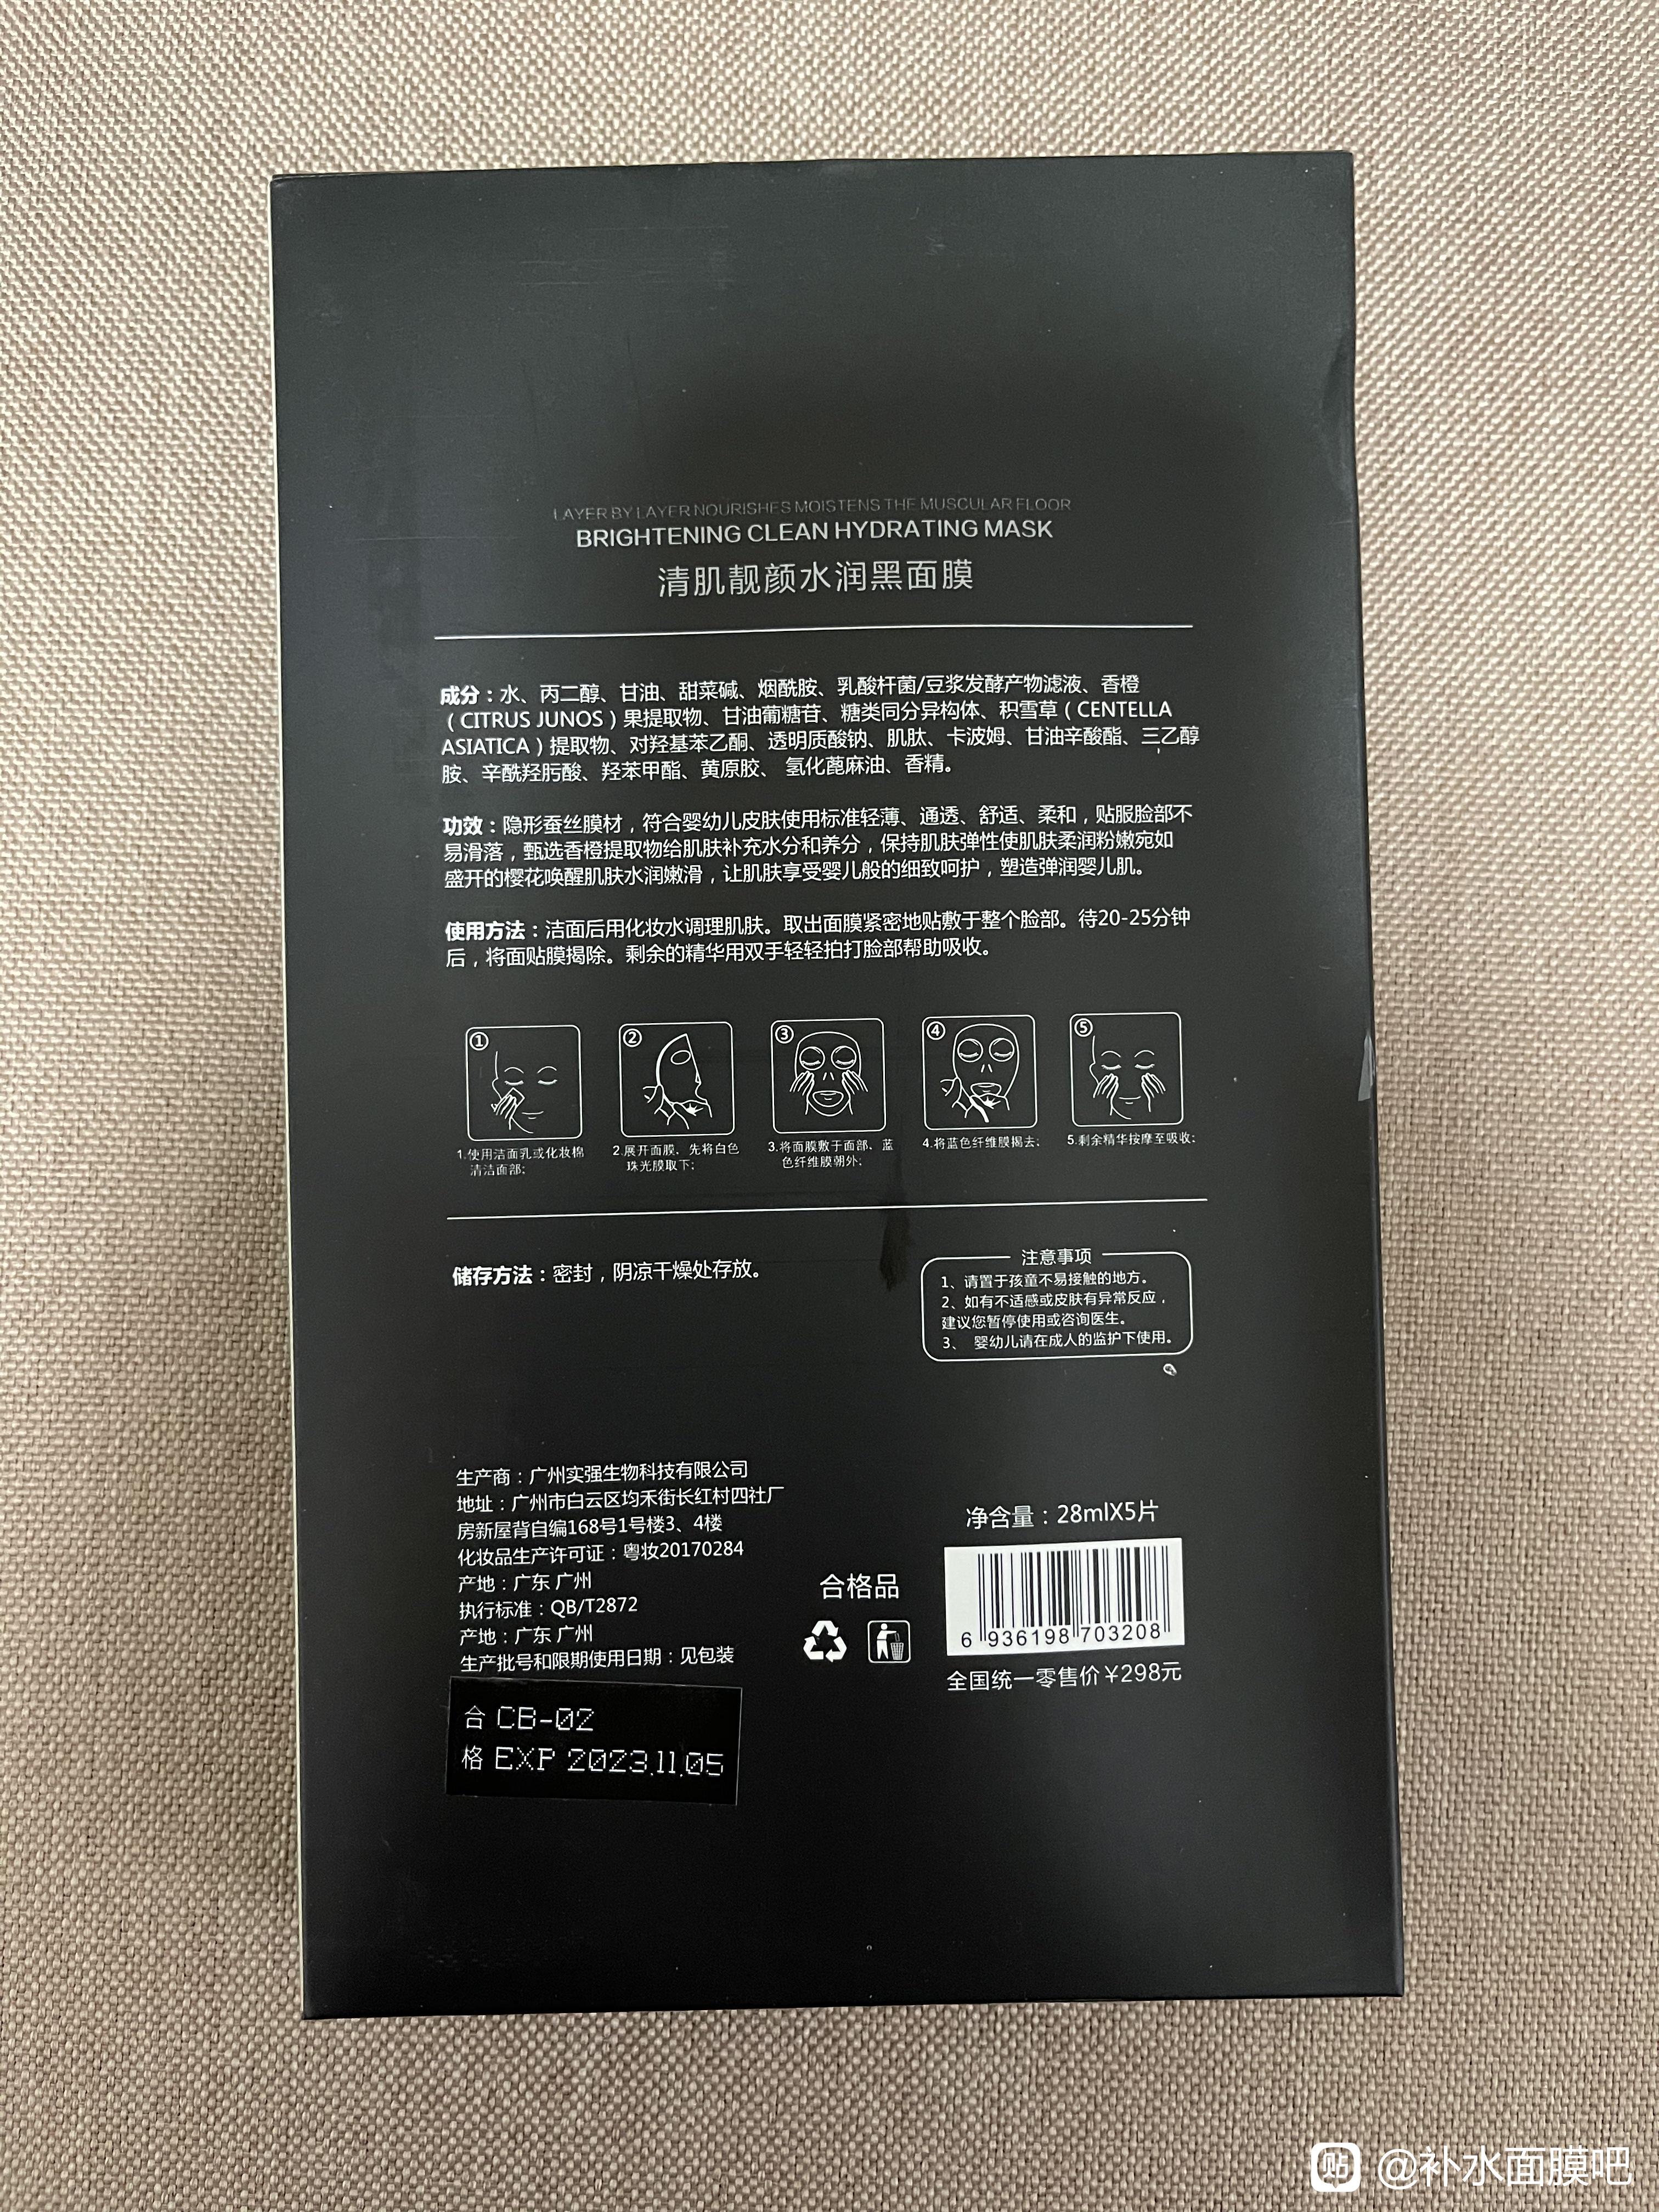 LAYER BY LAYER NOURISHES MOISTENS THE MUSCULAR FLOOR
BRIGHTENING CLEAN HYDRATING MASK
清肌靓颜水润黑面膜
成分：水、丙二醇、甘油、甜菜碱、烟酰胺、乳酸杆菌/豆浆发酵产物滤液、香橙
（CITRUS JUNOS）果提取物、甘油葡糖苷、糖类同分异构体、积雪草（CENTELLA
ASIATICA）提取物、对羟基苯乙酮、透明质酸钠、肌肽、卡波姆、甘油辛酸酯、三乙醇
胺、辛酰羟肟酸、羟苯甲酯、黄原胶、 氢化蓖麻油、香精。
功效：隐形蚕丝膜材，符合婴幼儿皮肤使用标准轻薄、通透、舒适、柔和，贴服脸部不
易滑落，甄选香橙提取物给肌肤补充水分和养分，保持肌肤弹性使肌肤柔润粉嫩宛如
盛开的樱花唤醒肌肤水润嫩滑，让肌肤享受婴儿般的细致呵护，塑造弹润婴儿肌。
使用方法：洁面后用化妆水调理肌肤。取出面膜紧密地贴敷于整个脸部。待20-25分钟
后，将面贴膜揭除。剩余的精华用双手轻轻拍打脸部帮助吸收。
① ② ③ ④ ⑤
1.使用洁面乳或化妆棉
清洁面部;
2.展开面膜、先将白色
珠光膜取下;
3.将面膜敷于面部、蓝
色纤维膜朝外;
4.将蓝色纤维膜揭去;
5.剩余精华按摩至吸收;
储存方法：密封，阴凉干燥处存放。
注意事项
1、请置于孩童不易接触的地方。
2、如有不适感或皮肤有异常反应，
建议您暂停使用或咨询医生。
3、 婴幼儿请在成人的监护下使用。
生产商：广州实强生物科技有限公司
地址：广州市白云区均禾街长红村四社厂
房新屋背自编168号1号楼3、4楼
化妆品生产许可证：粤妆20170284
产地：广东 广州
执行标准：QB/T2872
产地：广东 广州
生产批号和限期使用日期：见包装
合 CB-02
格 EXP 2023.11.05
合格品
净含量：28mlX5片
6 936198 703208
全国统一零售价￥298元
贴 @补水面膜吧